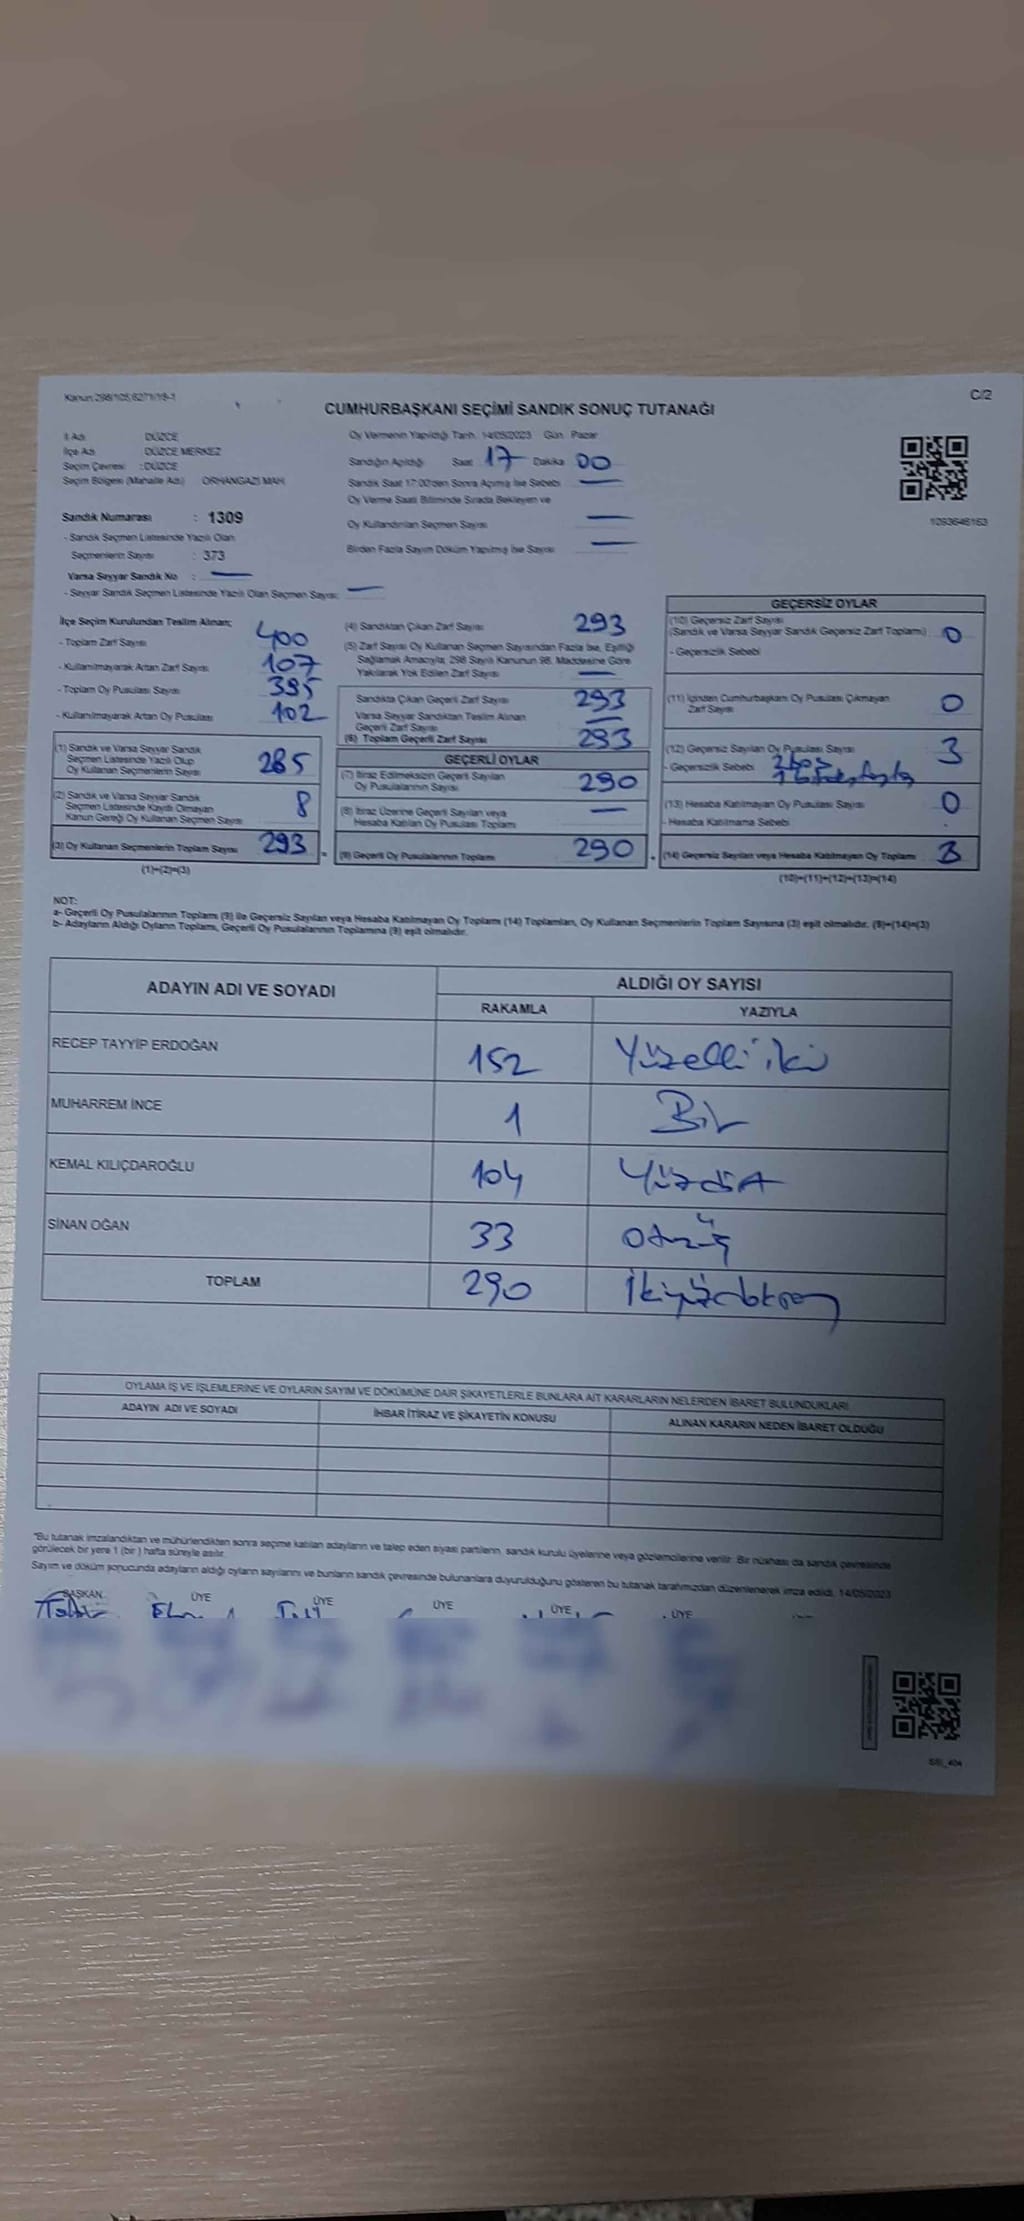 Kanun:298/105,6271/18-1
C/2
CUMHURBAŞKANI SEÇİMİ SANDIK SONUÇ TUTANAĞI
İl Adı DÜZCE
İlçe Adı DÜZCE MERKEZ
Seçim Çevresi : DÜZCE
Seçim Bölgesi (Mahalle Adı) ORHANGAZİ MAH.
Oy Vermenin Yapıldığı Tarih: 14/05/2023 Gün: Pazar
Sandığın Açıldığı Saat 17 Dakika 00
Sandık Saat 17:00'den Sonra Açılmış İse Sebebi
Oy Verme Saati Bitiminde Sırada Bekleyen ve
Oy Kullandırılan Seçmen Sayısı
Birden Fazla Sayım Döküm Yapılmış İse Sayısı
1293646163
Sandık Numarası : 1309
- Sandık Seçmen Listesinde Yazılı Olan
Seçmenlerin Sayısı : 373
Varsa Seyyar Sandık No :
- Seyyar Sandık Seçmen Listesinde Yazılı Olan Seçmen Sayısı:
İlçe Seçim Kurulundan Teslim Alınan;
- Toplam Zarf Sayısı 400
- Kullanılmayarak Artan Zarf Sayısı 107
- Toplam Oy Pusulası Sayısı 395
- Kullanılmayarak Artan Oy Pusulası 102
(1) Sandık ve Varsa Seyyar Sandık
Seçmen Listesinde Yazılı Olup
Oy Kullanan Seçmenlerin Sayısı 285
(2) Sandık ve Varsa Seyyar Sandık
Seçmen Listesinde Kayıtlı Olmayan
Kanun Gereği Oy Kullanan Seçmen Sayısı 8
(3) Oy Kullanan Seçmenlerin Toplam Sayısı 293
(1)+(2)=(3)
(4) Sandıktan Çıkan Zarf Sayısı 293
(5) Zarf Sayısı Oy Kullanan Seçmen Sayısından Fazla İse, Eşitliği
Sağlamak Amacıyla; 298 Sayılı Kanunun 98. Maddesine Göre
Yakılarak Yok Edilen Zarf Sayısı
Sandıkta Çıkan Geçerli Zarf Sayısı 293
Varsa Seyyar Sandıktan Teslim Alınan
Geçerli Zarf Sayısı
(6) Toplam Geçerli Zarf Sayısı 293
GEÇERLİ OYLAR
(7) İtiraz Edilmeksizin Geçerli Sayılan
Oy Pusulalarının Sayısı 290
(8) İtiraz Üzerine Geçerli Sayılan veya
Hesaba Katılan Oy Pusulası Toplamı
(9) Geçerli Oy Pusulalarının Toplamı 290
GEÇERSİZ OYLAR
(10) Geçersiz Zarf Sayısı
(Sandık ve Varsa Seyyar Sandık Geçersiz Zarf Toplamı) 0
- Geçersizlik Sebebi
(11) İçinden Cumhurbaşkanı Oy Pusulası Çıkmayan
Zarf Sayısı 0
(12) Geçersiz Sayılan Oy Pusulası Sayısı 3
- Geçersizlik Sebebi 2 boş
(13) Hesaba Katılmayan Oy Pusulası Sayısı 0
- Hesaba Katılmama Sebebi
(14) Geçersiz Sayılan veya Hesaba Katılmayan Oy Toplamı 3
(10)+(11)+(12)+(13)=(14)
NOT:
a- Geçerli Oy Pusulalarının Toplamı (9) ile Geçersiz Sayılan veya Hesaba Katılmayan Oy Toplamı (14) Toplamları, Oy Kullanan Seçmenlerin Toplam Sayısına (3) eşit olmalıdır. (9)+(14)=(3)
b- Adayların Aldığı Oyların Toplamı, Geçerli Oy Pusulalarının Toplamına (9) eşit olmalıdır.
ADAYIN ADI VE SOYADI ALDIĞI OY SAYISI
RAKAMLA YAZIYLA
RECEP TAYYİP ERDOĞAN 152 Yüzelli iki
MUHARREM İNCE 1 Bir
KEMAL KILIÇDAROĞLU 104 Yüzdört
SİNAN OĞAN 33 Otuzüç
TOPLAM 290 İkiyüzdoksan
OYLAMA İŞ VE İŞLEMLERİNE VE OYLARIN SAYIM VE DÖKÜMÜNE DAİR ŞİKAYETLERLE BUNLARA AİT KARARLARIN NELERDEN İBARET BULUNDUKLARI
ADAYIN ADI VE SOYADI İHBAR İTİRAZ VE ŞİKAYETİN KONUSU ALINAN KARARIN NEDEN İBARET OLDUĞU
*Bu tutanak imzalandıktan ve mühürlendikten sonra seçime katılan adayların ve talep eden siyasi partilerin, sandık kurulu üyelerine veya gözlemcilerine verilir. Bir nüshası da sandık çevresinde
görülecek bir yere 1 (bir ) hafta süreyle asılır.
Sayım ve döküm sonucunda adayların aldığı oyların sayılarını ve bunların sandık çevresinde bulunanlara duyurulduğunu gösteren bu tutanak tarafımızdan düzenlenerek imza edildi. 14/05/2023
BAŞKAN ÜYE ÜYE ÜYE ÜYE ÜYE